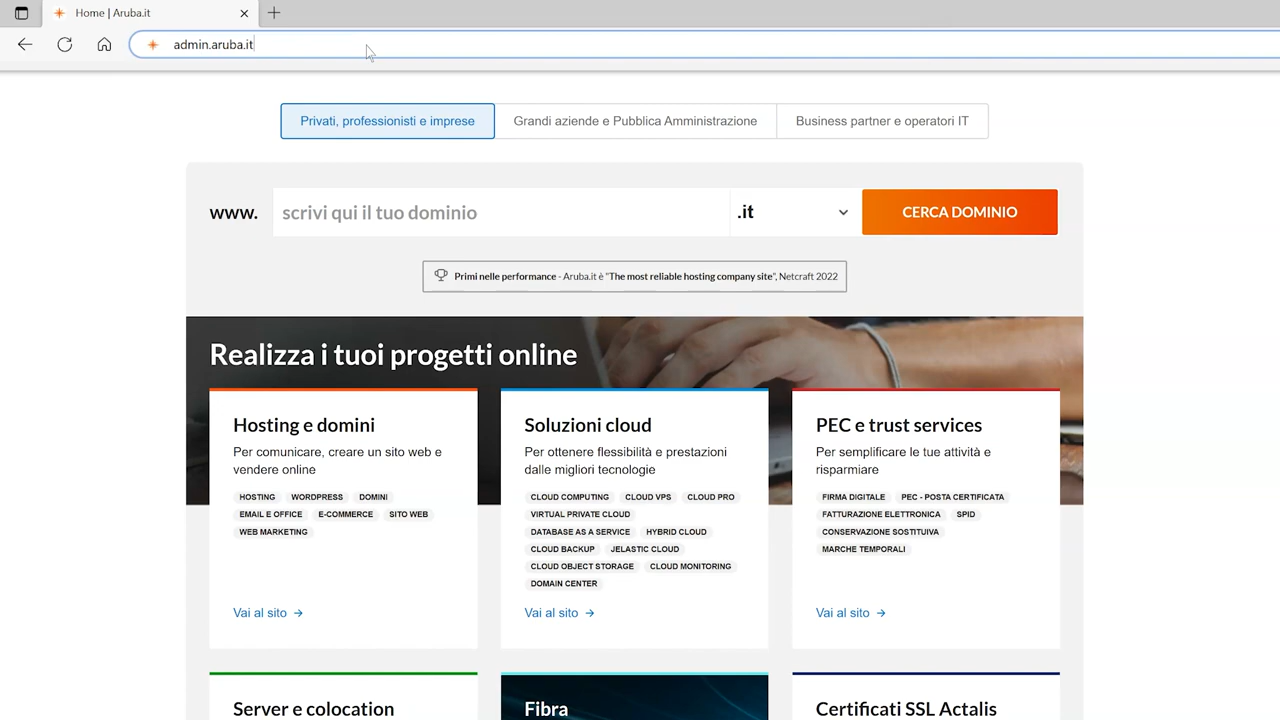 Home | Aruba.it
admin.aruba.it
Privati, professionisti e imprese
Grandi aziende e Pubblica Amministrazione
Business partner e operatori IT
www.
scrivi qui il tuo dominio
.it
CERCA DOMINIO
Primi nelle performance - Aruba.it è "The most reliable hosting company site", Netcraft 2022
Realizza i tuoi progetti online
Hosting e domini
Per comunicare, creare un sito web e
vendere online
HOSTING WORDPRESS DOMINI
EMAIL E OFFICE E-COMMERCE SITO WEB
WEB MARKETING
Vai al sito
Soluzioni cloud
Per ottenere flessibilità e prestazioni
dalle migliori tecnologie
CLOUD COMPUTING CLOUD VPS CLOUD PRO
VIRTUAL PRIVATE CLOUD
DATABASE AS A SERVICE HYBRID CLOUD
CLOUD BACKUP JELASTIC CLOUD
CLOUD OBJECT STORAGE CLOUD MONITORING
DOMAIN CENTER
Vai al sito
PEC e trust services
Per semplificare le tue attività e
risparmiare
FIRMA DIGITALE PEC - POSTA CERTIFICATA
FATTURAZIONE ELETTRONICA SPID
CONSERVAZIONE SOSTITUIVA
MARCHE TEMPORALI
Vai al sito
Server e colocation
Fibra
Certificati SSL Actalis